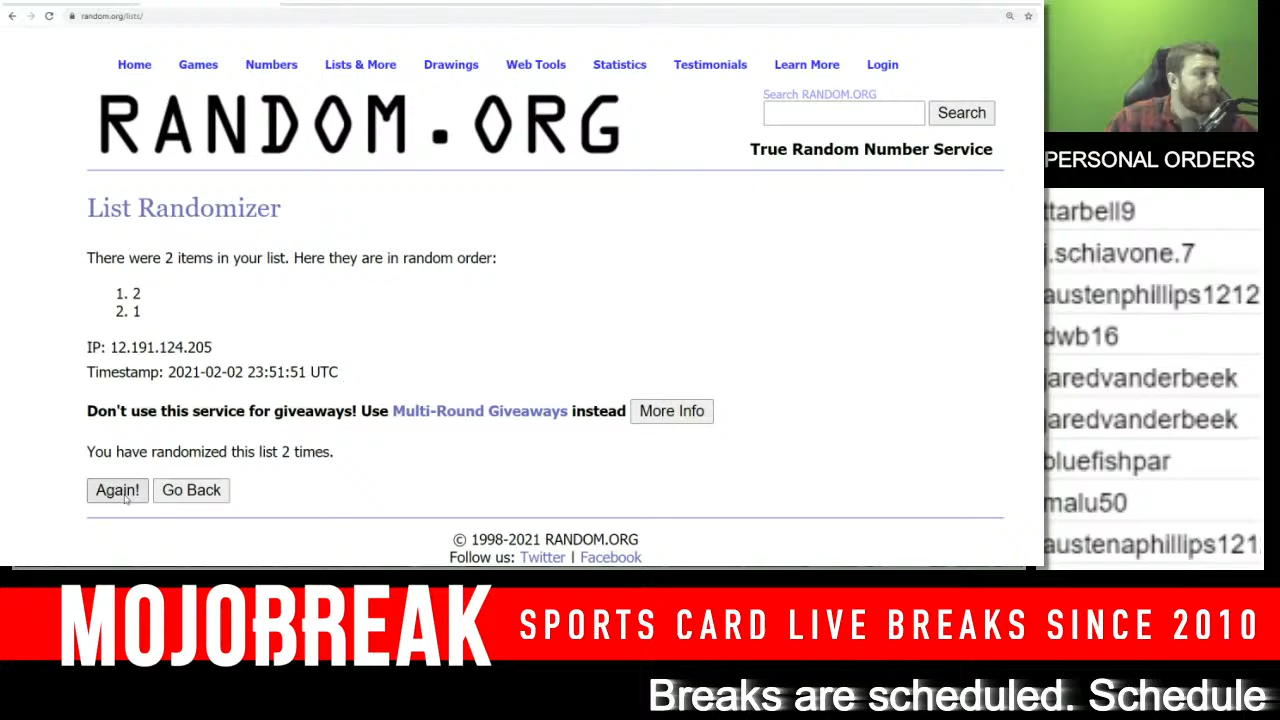 random.org/lists/
Home Games Numbers Lists & More Drawings Web Tools Statistics Testimonials Learn More Login
RANDOM.ORG
Search RANDOM.ORG
Search
True Random Number Service
List Randomizer
There were 2 items in your list. Here they are in random order:
1. 2
2. 1
IP: 12.191.124.205
Timestamp: 2021-02-02 23:51:51 UTC
Don't use this service for giveaways! Use Multi-Round Giveaways instead More Info
You have randomized this list 2 times.
Again! Go Back
© 1998-2021 RANDOM.ORG
Follow us: Twitter | Facebook
PERSONAL ORDERS
ttarbell9
j.schiavone.7
austenphillips1212
dwb16
jaredvanderbeek
jaredvanderbeek
bluefishpar
malu50
austenaphillips121
MOJOBREAK
SPORTS CARD LIVE BREAKS SINCE 2010
Breaks are scheduled. Schedule